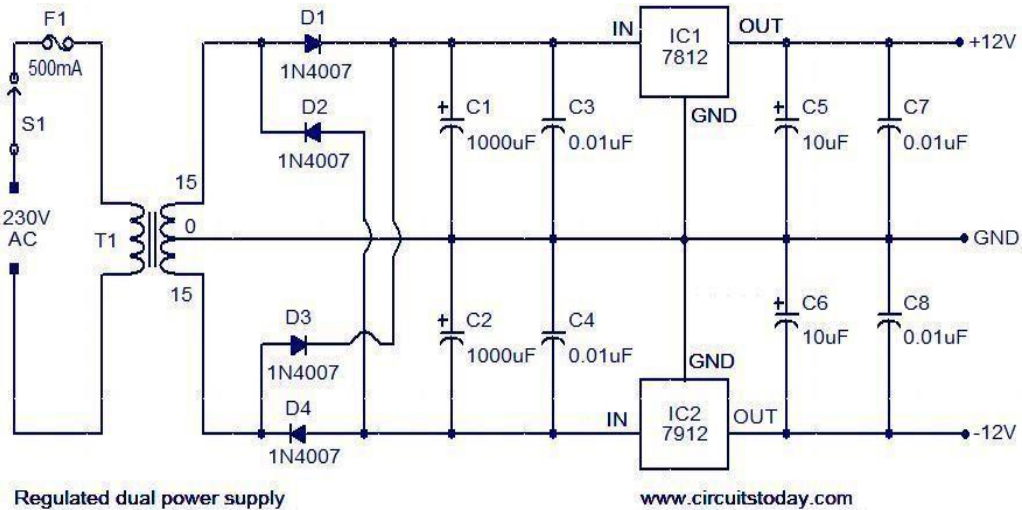 F1
500mA
S1
230V
AC
T1
15
0
15
D1
1N4007
D2
1N4007
D3
1N4007
D4
1N4007
+
C1
1000uF
C3
0.01uF
+
C2
1000uF
C4
0.01uF
IN
IC1
7812
OUT
GND
GND
IN
IC2
7912
OUT
+
C5
10uF
C7
0.01uF
+
C6
10uF
C8
0.01uF
+12V
GND
-12V
Regulated dual power supply
www.circuitstoday.com